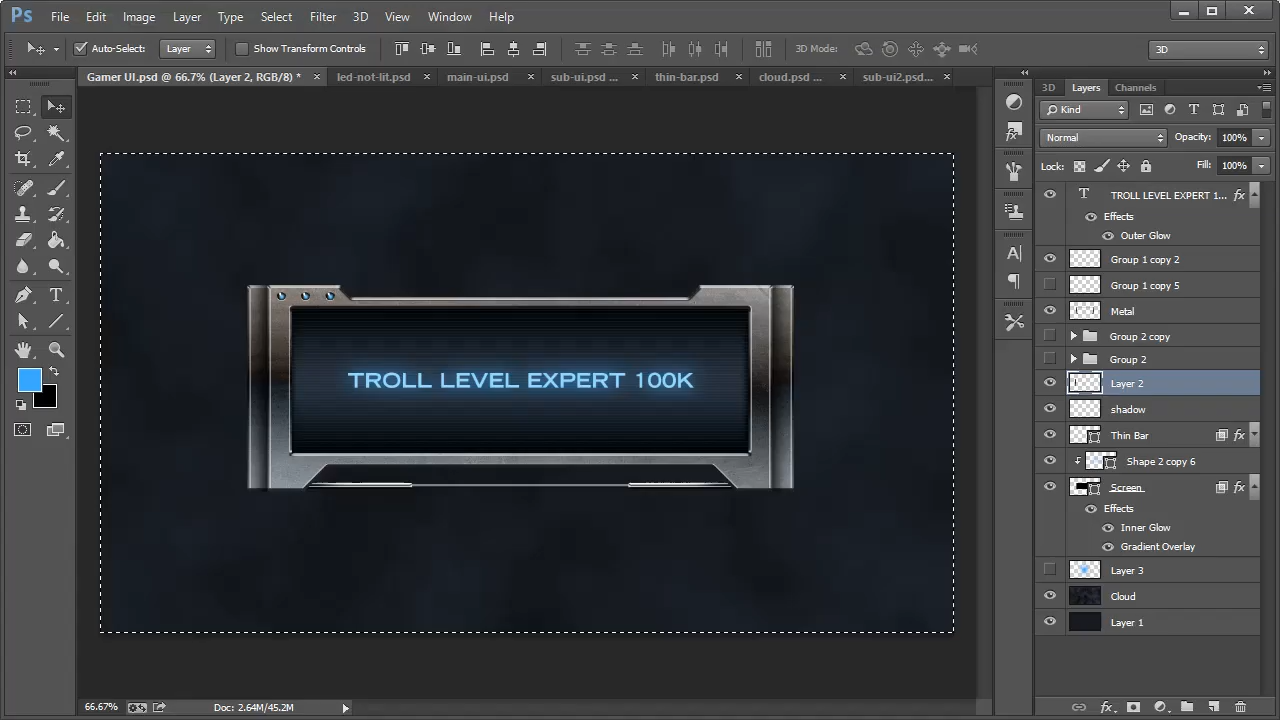 Ps File Edit Image Layer Type Select Filter 3D View Window Help
Auto-Select: Layer Show Transform Controls 3D Mode: 3D
Gamer UI.psd @ 66.7% (Layer 2, RGB/8) * × led-not-lit.psd × main-ui.psd × sub-ui.psd ... × thin-bar.psd × cloud.psd ... × sub-ui2.psd... ×
3D Layers Channels
Kind
Normal Opacity: 100%
Lock: Fill: 100%
TROLL LEVEL EXPERT 1... fx
Effects
Outer Glow
Group 1 copy 2
Group 1 copy 5
Metal
Group 2 copy
Group 2
Layer 2
shadow
Thin Bar fx
Shape 2 copy 6
Screen fx
Effects
Inner Glow
Gradient Overlay
Layer 3
Cloud
Layer 1
TROLL LEVEL EXPERT 100K
66.67% Doc: 2.64M/45.2M